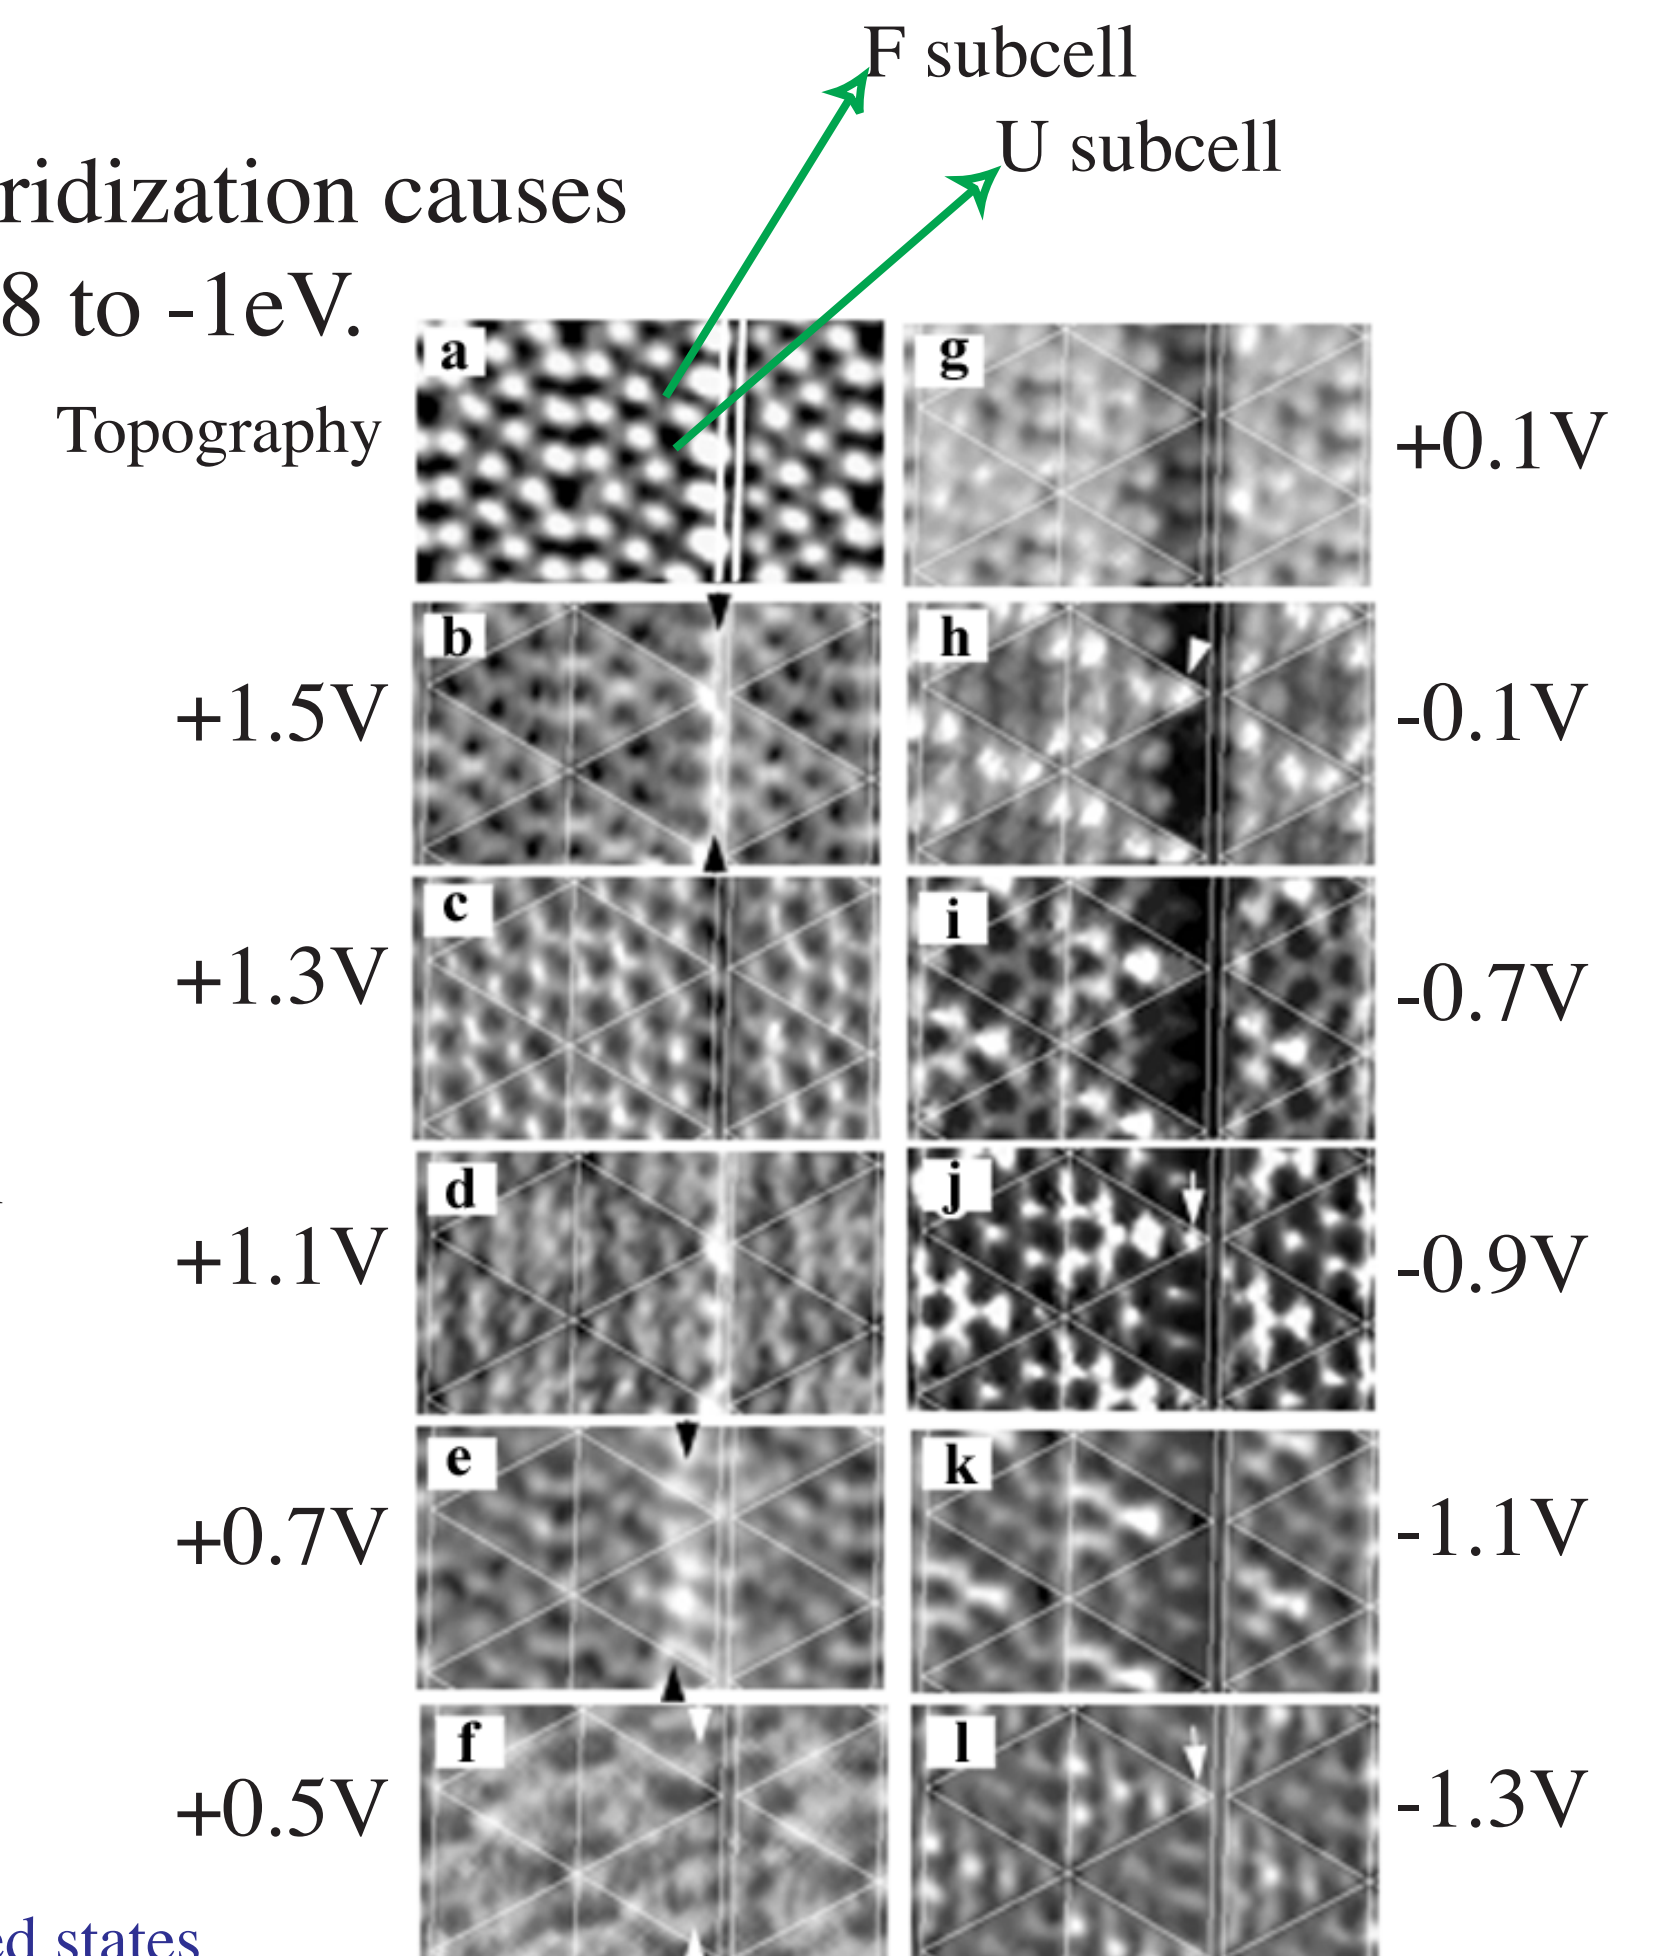 F subcell
U subcell
ridization causes
8 to -1eV.
Topography
a
g
+0.1V
+1.5V
b
h
-0.1V
+1.3V
c
i
-0.7V
+1.1V
d
j
-0.9V
+0.7V
e
k
-1.1V
+0.5V
f
l
-1.3V
ed states